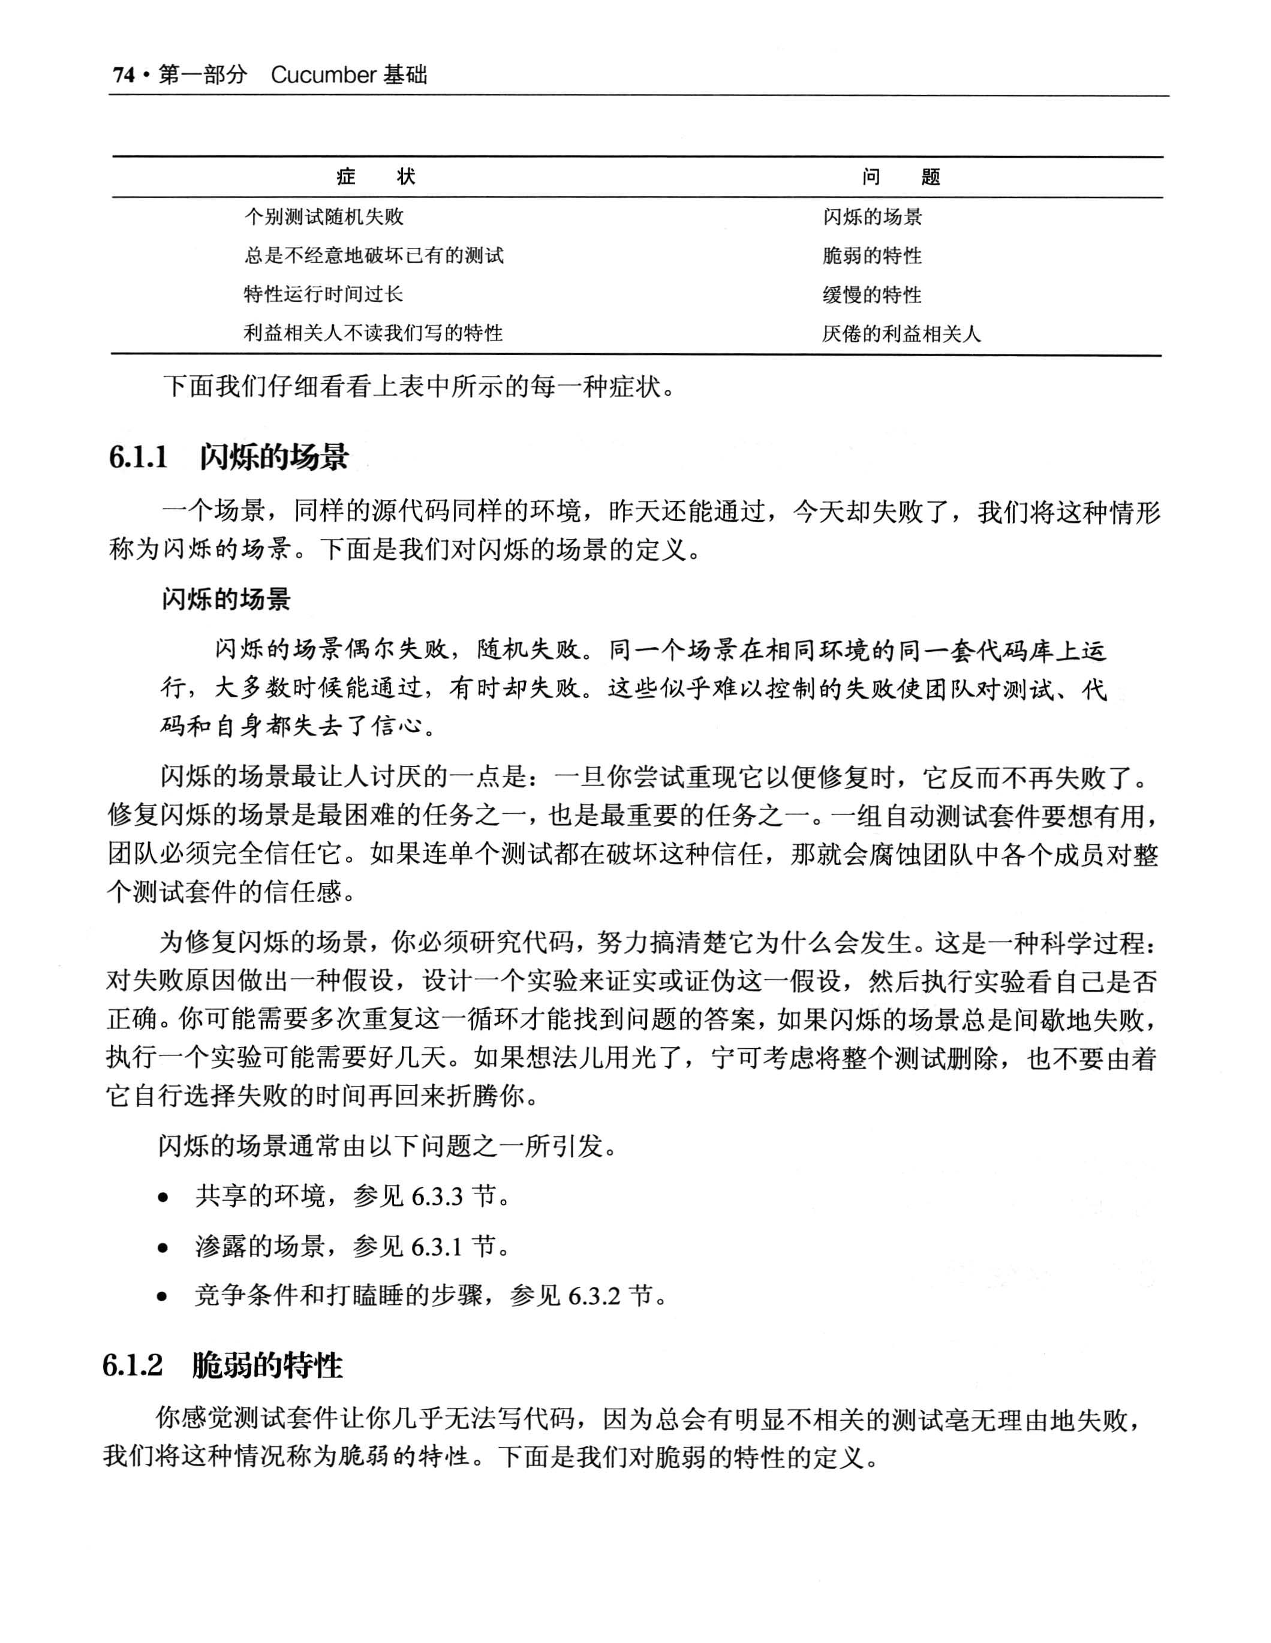 74·第一部分 Cucumber 基础
症 状 问 题
个别测试随机失败 闪烁的场景
总是不经意地破坏已有的测试 脆弱的特性
特性运行时间过长 缓慢的特性
利益相关人不读我们写的特性 厌倦的利益相关人
下面我们仔细看看上表中所示的每一种症状。
6.1.1 闪烁的场景
一个场景，同样的源代码同样的环境，昨天还能通过，今天却失败了，我们将这种情形
称为闪烁的场景。下面是我们对闪烁的场景的定义。
闪烁的场景
闪烁的场景偶尔失败，随机失败。同一个场景在相同环境的同一套代码库上运
行，大多数时候能通过，有时却失败。这些似乎难以控制的失败使团队对测试、代
码和自身都失去了信心。
闪烁的场景最让人讨厌的一点是：一旦你尝试重现它以便修复时，它反而不再失败了。
修复闪烁的场景是最困难的任务之一，也是最重要的任务之一。一组自动测试套件要想有用，
团队必须完全信任它。如果连单个测试都在破坏这种信任，那就会腐蚀团队中各个成员对整
个测试套件的信任感。
为修复闪烁的场景，你必须研究代码，努力搞清楚它为什么会发生。这是一种科学过程：
对失败原因做出一种假设，设计一个实验来证实或证伪这一假设，然后执行实验看自己是否
正确。你可能需要多次重复这一循环才能找到问题的答案，如果闪烁的场景总是间歇地失败，
执行一个实验可能需要好几天。如果想法儿用光了，宁可考虑将整个测试删除，也不要由着
它自行选择失败的时间再回来折腾你。
闪烁的场景通常由以下问题之一所引发。
● 共享的环境，参见 6.3.3 节。
● 渗露的场景，参见 6.3.1 节。
● 竞争条件和打瞌睡的步骤，参见 6.3.2 节。
6.1.2 脆弱的特性
你感觉测试套件让你几乎无法写代码，因为总会有明显不相关的测试毫无理由地失败，
我们将这种情况称为脆弱的特性。下面是我们对脆弱的特性的定义。